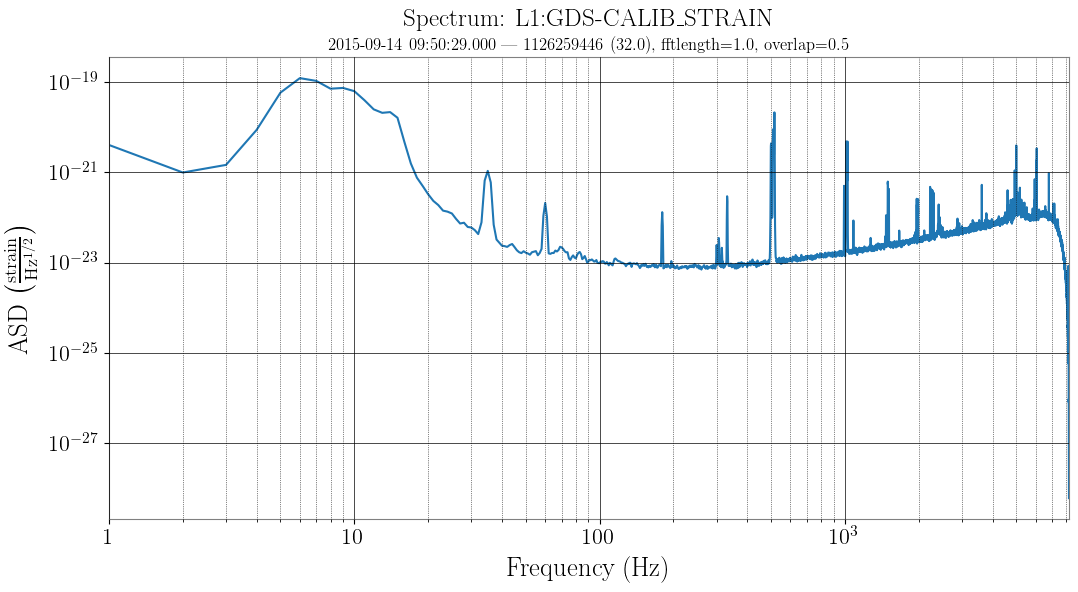 Spectrum: L1:GDS-CALIB_STRAIN
2015-09-14 09:50:29.000 — 1126259446 (32.0), fftlength=1.0, overlap=0.5
ASD (strain/Hz^{1/2})
10^{-19}
10^{-21}
10^{-23}
10^{-25}
10^{-27}
1 10 100 10^3
Frequency (Hz)